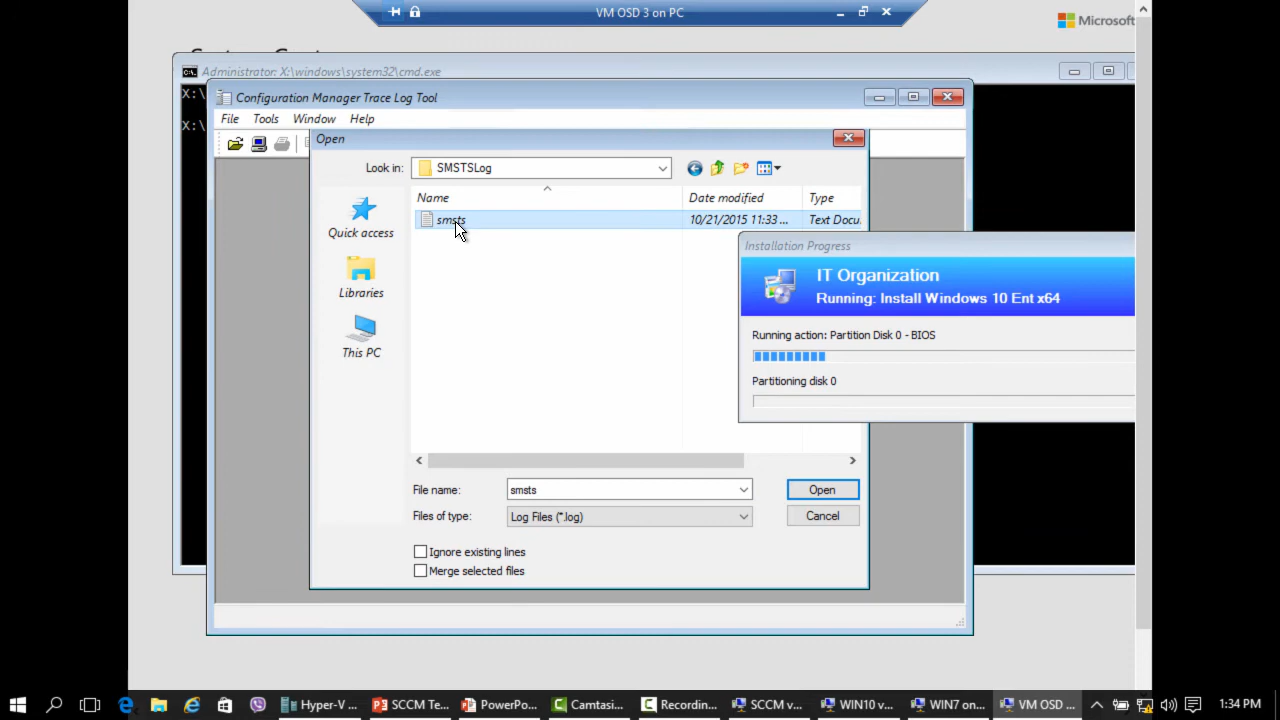 VM OSD 3 on PC
Microsoft
Administrator: X:\windows\system32\cmd.exe
X:\
X:\
Configuration Manager Trace Log Tool
File Tools Window Help
Open
Look in: SMSTSLog
Name Date modified Type
smsts 10/21/2015 11:33 ... Text Docu
Quick access
Libraries
This PC
Installation Progress
IT Organization
Running: Install Windows 10 Ent x64
Running action: Partition Disk 0 - BIOS
Partitioning disk 0
File name: smsts Open
Files of type: Log Files (*.log) Cancel
Ignore existing lines
Merge selected files
Hyper-V ... SCCM Te... PowerPo... Camtasi... Recordin... SCCM v... WIN10 v... WIN7 on... VM OSD ... 1:34 PM